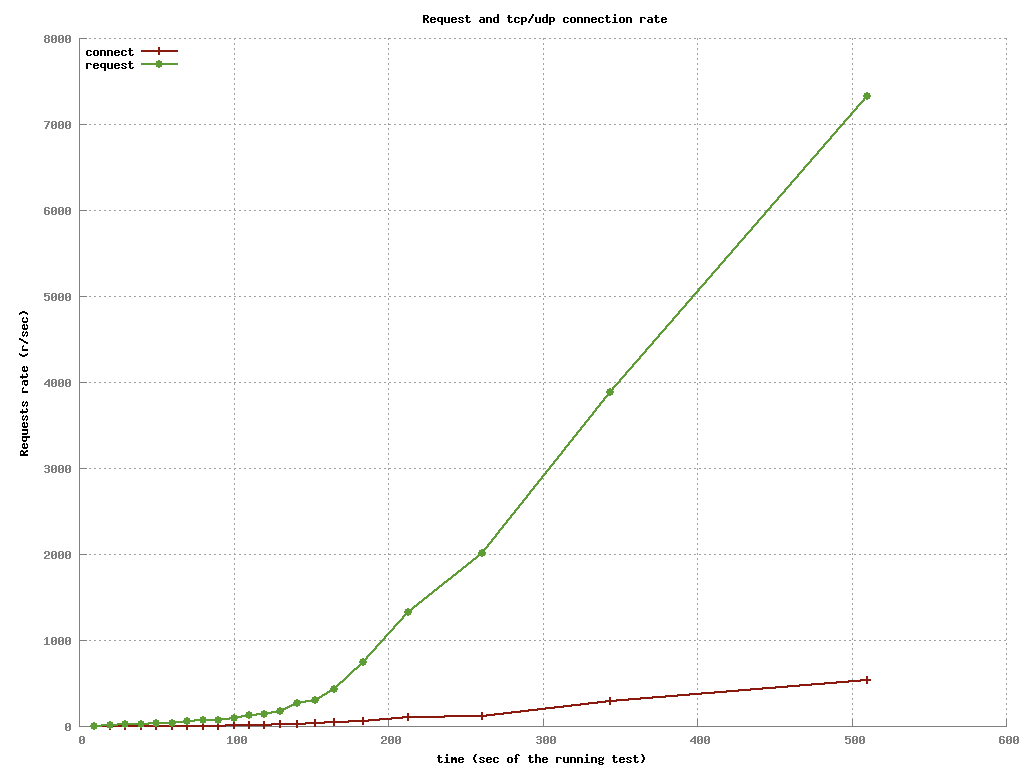 Request and tcp/udp connection rate
connect
request
8000
7000
6000
5000
4000
3000
2000
1000
0
Requests rate (r/sec)
0 100 200 300 400 500 600
time (sec of the running test)